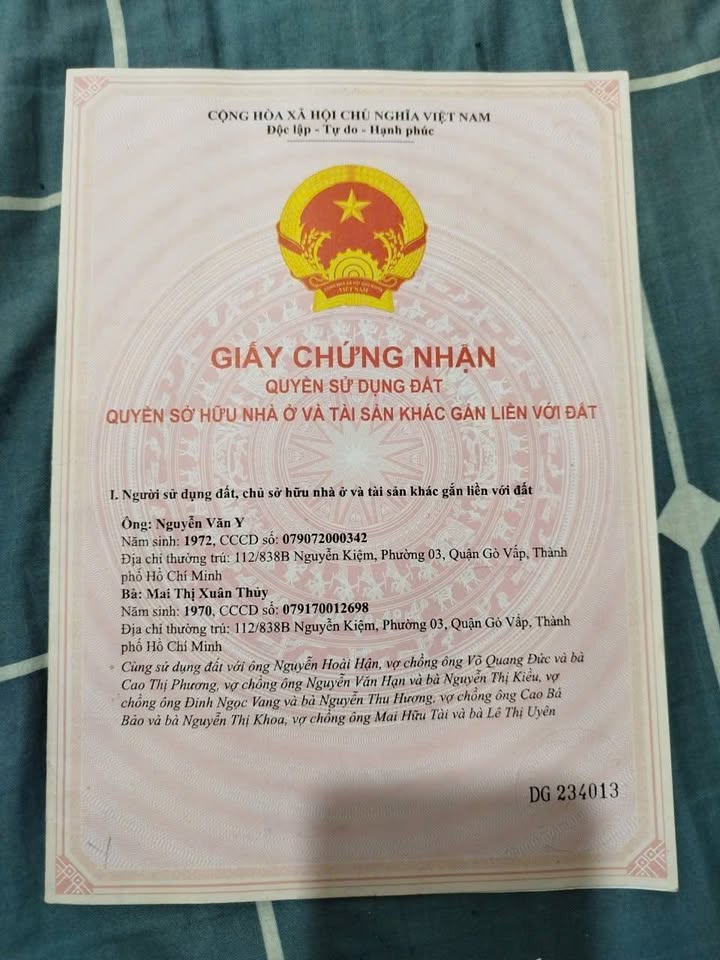 CỘNG HÒA XÃ HỘI CHỦ NGHĨA VIỆT NAM
Độc lập - Tự do - Hạnh phúc
VIỆT NAM
GIẤY CHỨNG NHẬN
QUYỀN SỬ DỤNG ĐẤT
QUYỀN SỞ HỮU NHÀ Ở VÀ TÀI SẢN KHÁC GẮN LIỀN VỚI ĐẤT
I. Người sử dụng đất, chủ sở hữu nhà ở và tài sản khác gắn liền với đất
Ông: Nguyễn Văn Y
Năm sinh: 1972, CCCD số: 079072000342
Địa chỉ thường trú: 112/838B Nguyễn Kiệm, Phường 03, Quận Gò Vấp, Thành
phố Hồ Chí Minh
Bà: Mai Thị Xuân Thủy
Năm sinh: 1970, CCCD số: 079170012698
Địa chỉ thường trú: 112/838B Nguyễn Kiệm, Phường 03, Quận Gò Vấp, Thành
phố Hồ Chí Minh
Cùng sử dụng đất với ông Nguyễn Hoài Hận, vợ chồng ông Võ Quang Đức và bà
Cao Thị Phương, vợ chồng ông Nguyễn Văn Hạn và bà Nguyễn Thị Kiều, vợ
chồng ông Đinh Ngọc Vang và bà Nguyễn Thu Hương, vợ chồng ông Cao Bá
Bảo và bà Nguyễn Thị Khoa, vợ chồng ông Mai Hữu Tài và bà Lê Thị Uyên
DG 234013